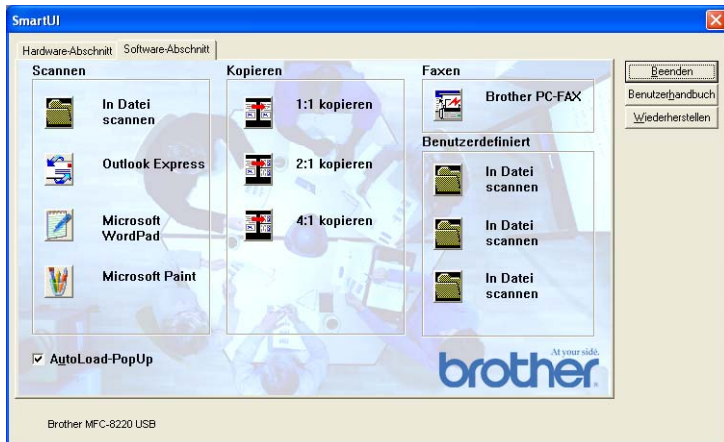 SmartUI
Hardware-Abschnitt
Software-Abschnitt
Scannen
In Datei
scannen
Outlook Express
Microsoft
WordPad
Microsoft Paint
Kopieren
1:1 kopieren
2:1 kopieren
4:1 kopieren
Faxen
Brother PC-FAX
Benutzerdefiniert
In Datei
scannen
In Datei
scannen
In Datei
scannen
Beenden
Benutzerhandbuch
Wiederherstellen
AutoLoad-PopUp
At your side.
brother
Brother MFC-8220 USB